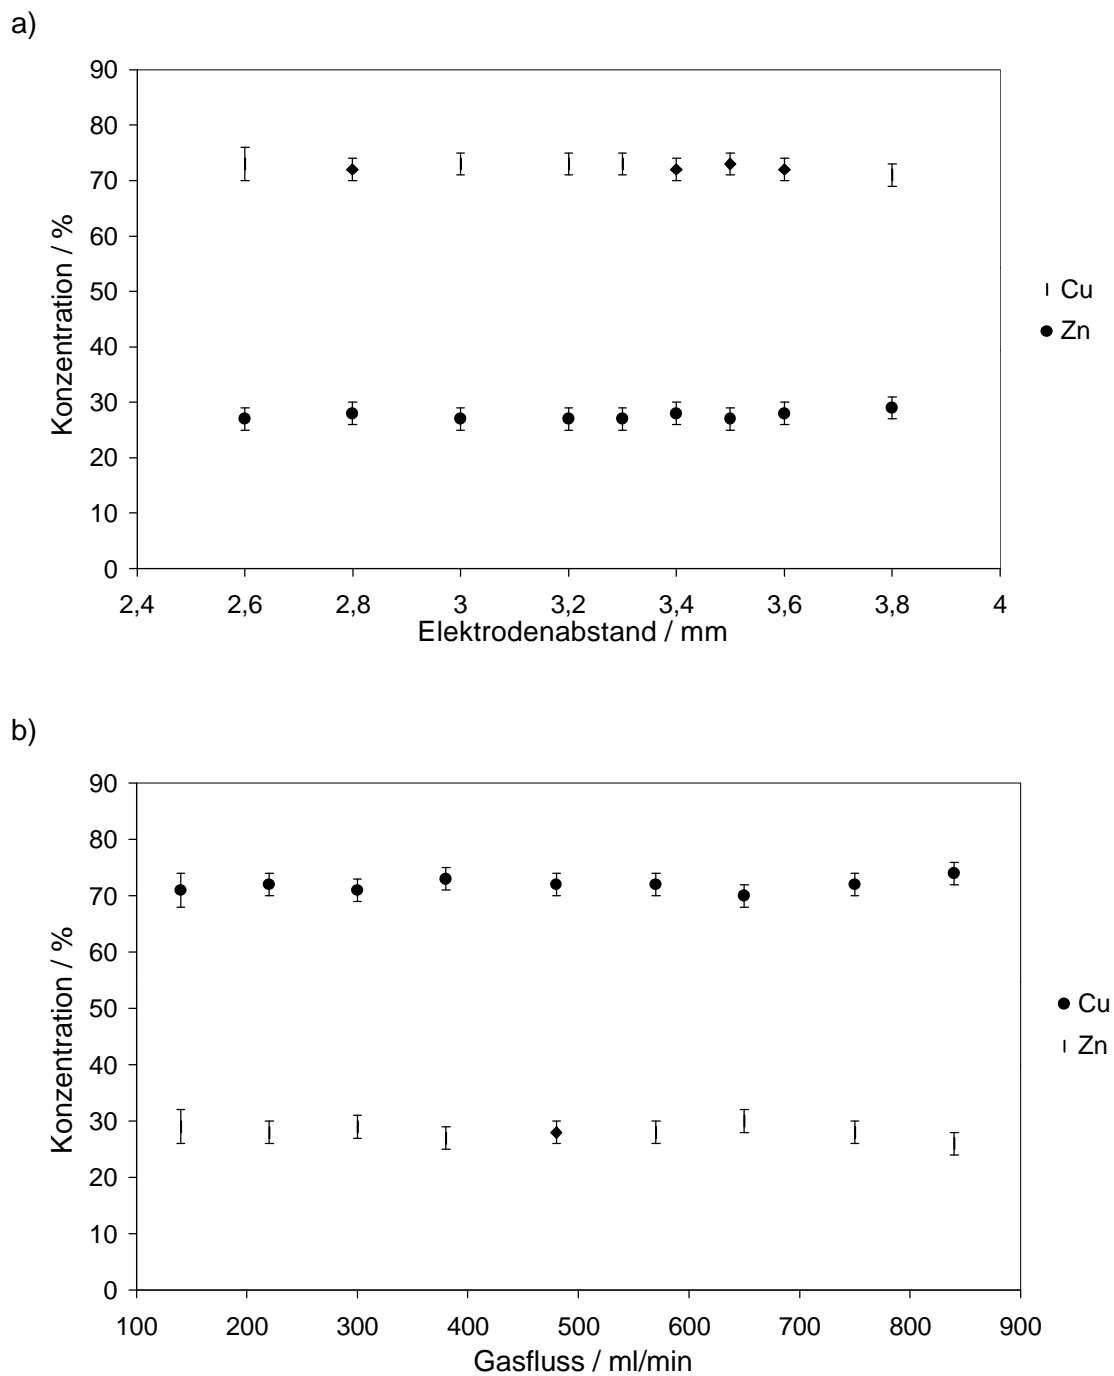 a)
90
80
70
60
50
40
30
20
10
0
Konzentration / %
2,4 2,6 2,8 3 3,2 3,4 3,6 3,8 4
Elektrodenabstand / mm
Cu
Zn
b)
90
80
70
60
50
40
30
20
10
0
Konzentration / %
100 200 300 400 500 600 700 800 900
Gasfluss / ml/min
Cu
Zn